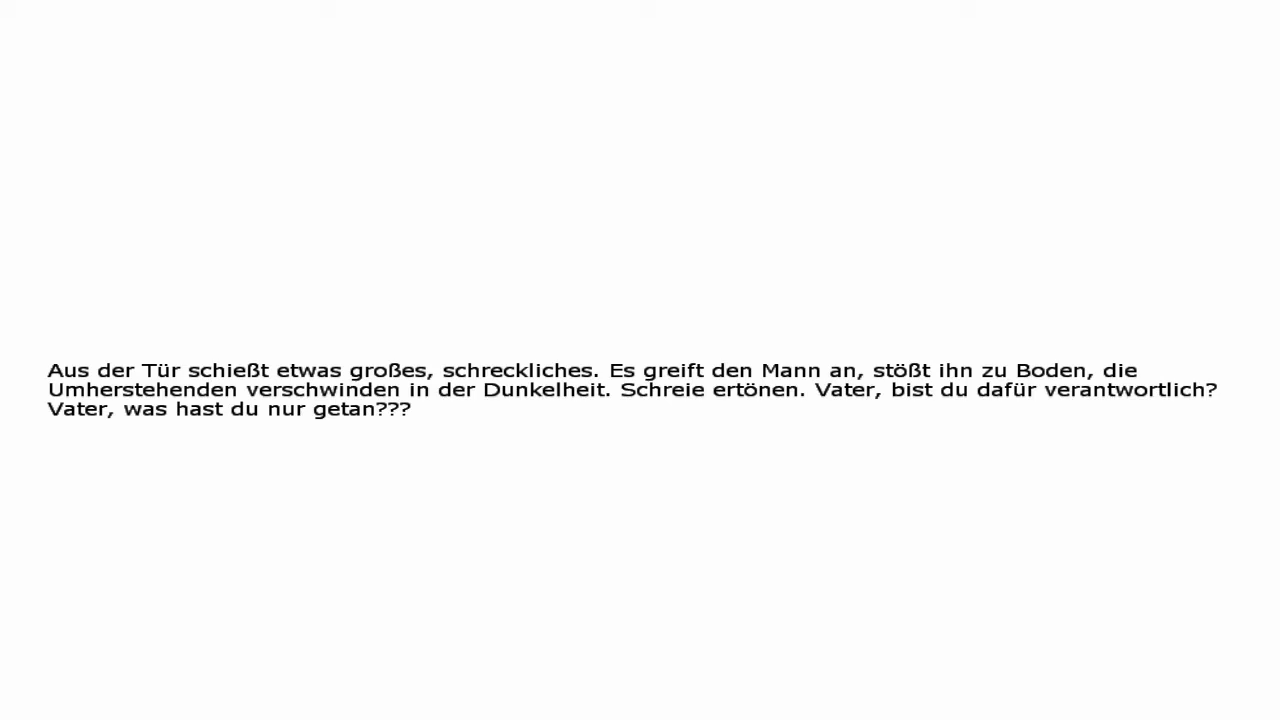 Aus der Tür schießt etwas großes, schreckliches. Es greift den Mann an, stößt ihn zu Boden, die
Umherstehenden verschwinden in der Dunkelheit. Schreie ertönen. Vater, bist du dafür verantwortlich?
Vater, was hast du nur getan???